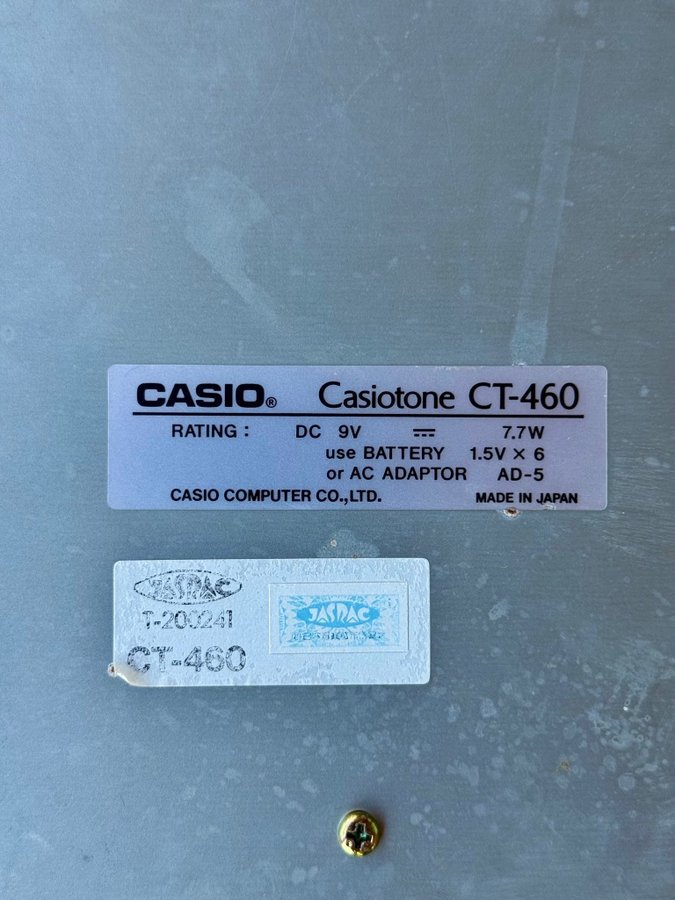 CASIO® Casiotone CT-460
RATING : DC 9V ⎓ 7.7W
use BATTERY 1.5V × 6
or AC ADAPTOR AD-5
CASIO COMPUTER CO.,LTD. MADE IN JAPAN
JASRAC
T-200241
CT-460
JASRAC